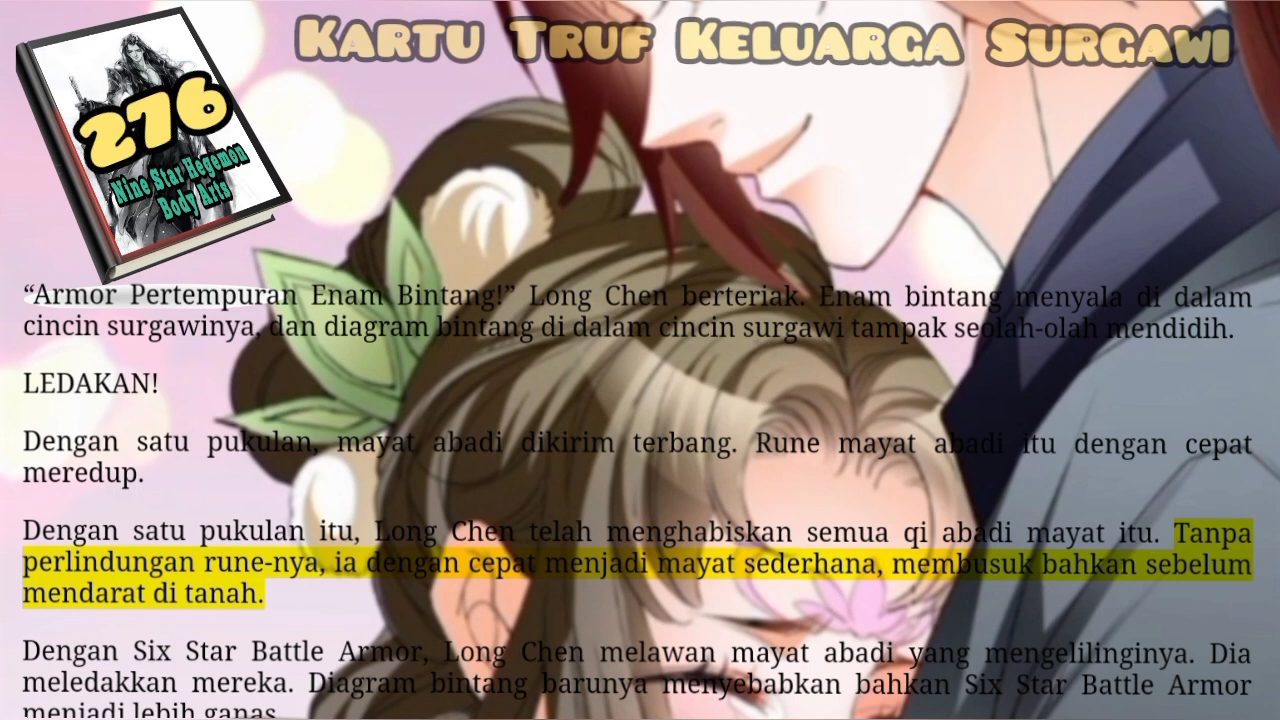 Kartu Truf Keluarga Surgawi
276
Nine Star Hegemon
Body Arts
“Armor Pertempuran Enam Bintang!” Long Chen berteriak. Enam bintang menyala di dalam
cincin surgawinya, dan diagram bintang di dalam cincin surgawi tampak seolah-olah mendidih.
LEDAKAN!
Dengan satu pukulan, mayat abadi dikirim terbang. Rune mayat abadi itu dengan cepat
meredup.
Dengan satu pukulan itu, Long Chen telah menghabiskan semua qi abadi mayat itu. Tanpa
perlindungan rune-nya, ia dengan cepat menjadi mayat sederhana, membusuk bahkan sebelum
mendarat di tanah.
Dengan Six Star Battle Armor, Long Chen melawan mayat abadi yang mengelilinginya. Dia
meledakkan mereka. Diagram bintang barunya menyebabkan bahkan Six Star Battle Armor
menjadi lebih ganas.